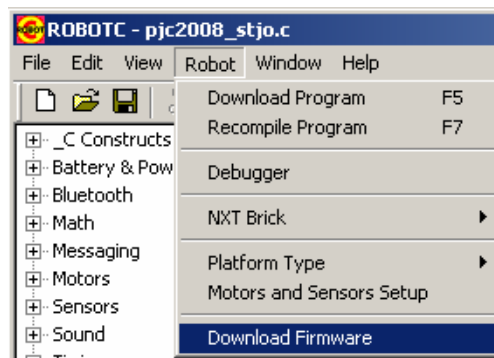 ROBOTC - pjc2008_stjo.c
File Edit View Robot Window Help
Download Program F5
Recompile Program F7
Debugger
NXT Brick
Platform Type
Motors and Sensors Setup
Download Firmware
_C Constructs
Battery & Pow
Bluetooth
Math
Messaging
Motors
Sensors
Sound